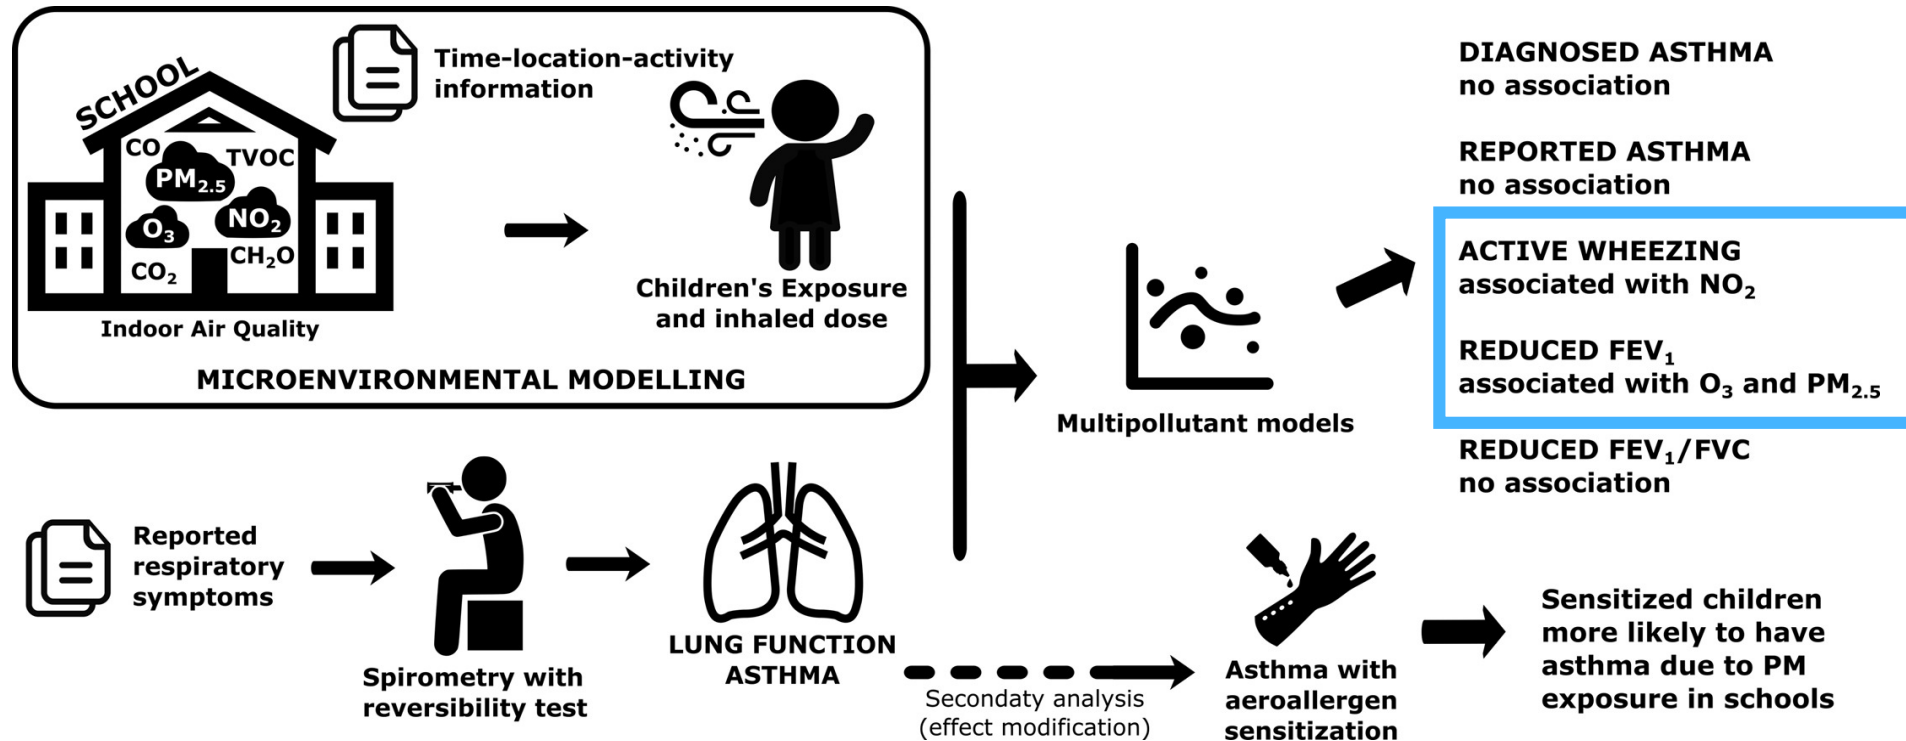 SCHOOL
CO
TVOC
PM2.5
O3
NO2
CO2
CH2O
Indoor Air Quality
Time-location-activity
information
Children's Exposure
and inhaled dose
MICROENVIRONMENTAL MODELLING
Reported
respiratory
symptoms
Spirometry with
reversibility test
LUNG FUNCTION
ASTHMA
Multipollutant models
DIAGNOSED ASTHMA
no association
REPORTED ASTHMA
no association
ACTIVE WHEEZING
associated with NO2
REDUCED FEV1
associated with O3 and PM2.5
REDUCED FEV1/FVC
no association
Secondaty analysis
(effect modification)
Asthma with
aeroallergen
sensitization
Sensitized children
more likely to have
asthma due to PM
exposure in schools